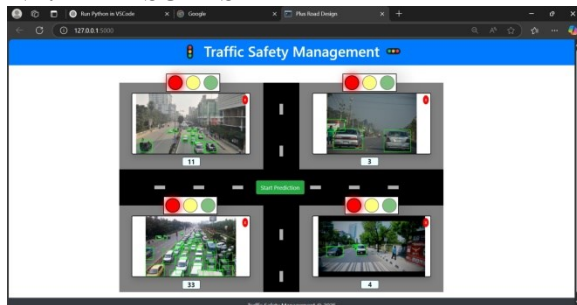 Run Python in VSCode
Google
Plus Road Design
127.0.0.1:5000
Traffic Safety Management
11
3
Start Prediction
33
4